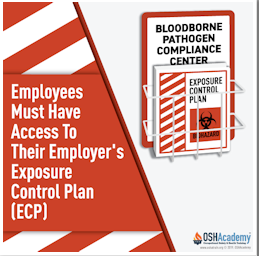 Employees
Must Have
Access To
Their Employer's
Exposure
Control Plan
(ECP)
BLOODBORNE
PATHOGEN
COMPLIANCE
CENTER
EXPOSURE
CONTROL
PLAN
BIOHAZARD
OSHAcademy